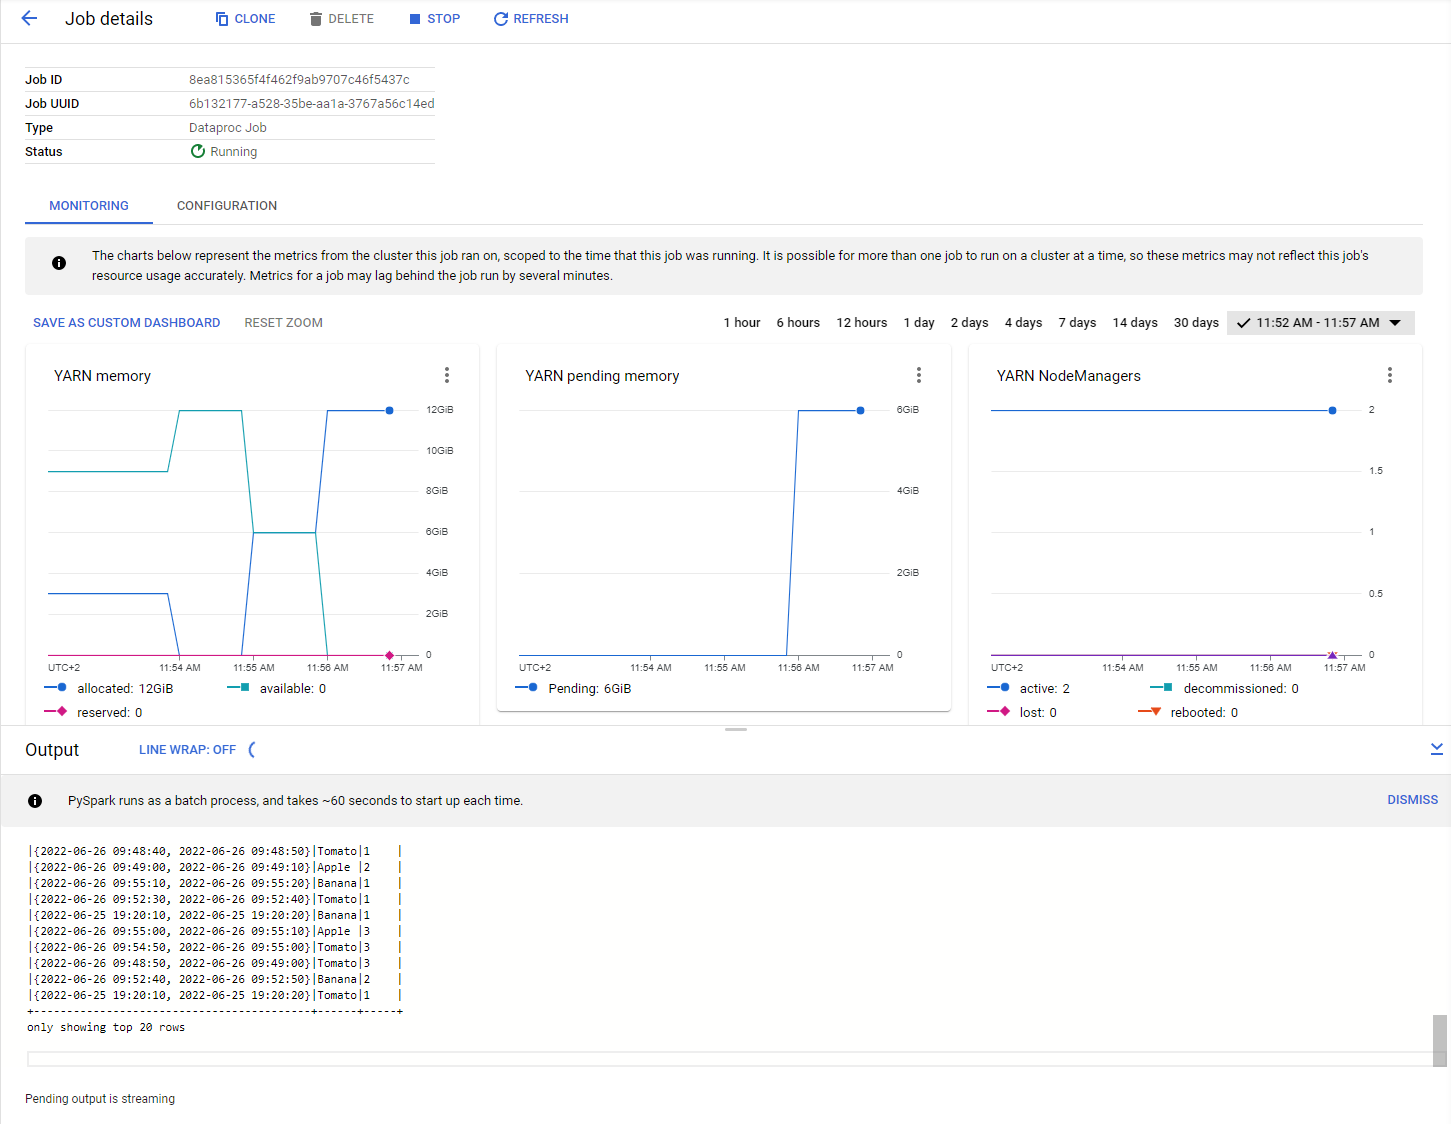 Job details CLONE DELETE STOP REFRESH
Job ID 8ea815365f4f462f9ab9707c46f5437c
Job UUID 6b132177-a528-35be-aa1a-3767a56c14ed
Type Dataproc Job
Status Running
MONITORING CONFIGURATION
The charts below represent the metrics from the cluster this job ran on, scoped to the time that this job was running. It is possible for more than one job to run on a cluster at a time, so these metrics may not reflect this job's
resource usage accurately. Metrics for a job may lag behind the job run by several minutes.
SAVE AS CUSTOM DASHBOARD RESET ZOOM 1 hour 6 hours 12 hours 1 day 2 days 4 days 7 days 14 days 30 days 11:52 AM - 11:57 AM
YARN memory
12GiB
10GiB
8GiB
6GiB
4GiB
2GiB
0
UTC+2 11:54 AM 11:55 AM 11:56 AM 11:57 AM
allocated: 12GiB available: 0
reserved: 0
YARN pending memory
6GiB
4GiB
2GiB
0
UTC+2 11:54 AM 11:55 AM 11:56 AM 11:57 AM
Pending: 6GiB
YARN NodeManagers
2
1.5
1
0.5
0
UTC+2 11:54 AM 11:55 AM 11:56 AM 11:57 AM
active: 2 decommissioned: 0
lost: 0 rebooted: 0
Output LINE WRAP: OFF
PySpark runs as a batch process, and takes ~60 seconds to start up each time. DISMISS
|{2022-06-26 09:48:40, 2022-06-26 09:48:50}|Tomato|1    |
|{2022-06-26 09:49:00, 2022-06-26 09:49:10}|Apple |2    |
|{2022-06-26 09:55:10, 2022-06-26 09:55:20}|Banana|1    |
|{2022-06-26 09:52:30, 2022-06-26 09:52:40}|Tomato|1    |
|{2022-06-25 19:20:10, 2022-06-25 19:20:20}|Banana|1    |
|{2022-06-26 09:55:00, 2022-06-26 09:55:10}|Apple |3    |
|{2022-06-26 09:54:50, 2022-06-26 09:55:00}|Tomato|3    |
|{2022-06-26 09:48:50, 2022-06-26 09:49:00}|Tomato|3    |
|{2022-06-26 09:52:40, 2022-06-26 09:52:50}|Banana|2    |
|{2022-06-25 19:20:10, 2022-06-25 19:20:20}|Tomato|1    |
+------------------------------------------+------+-----+
only showing top 20 rows
Pending output is streaming